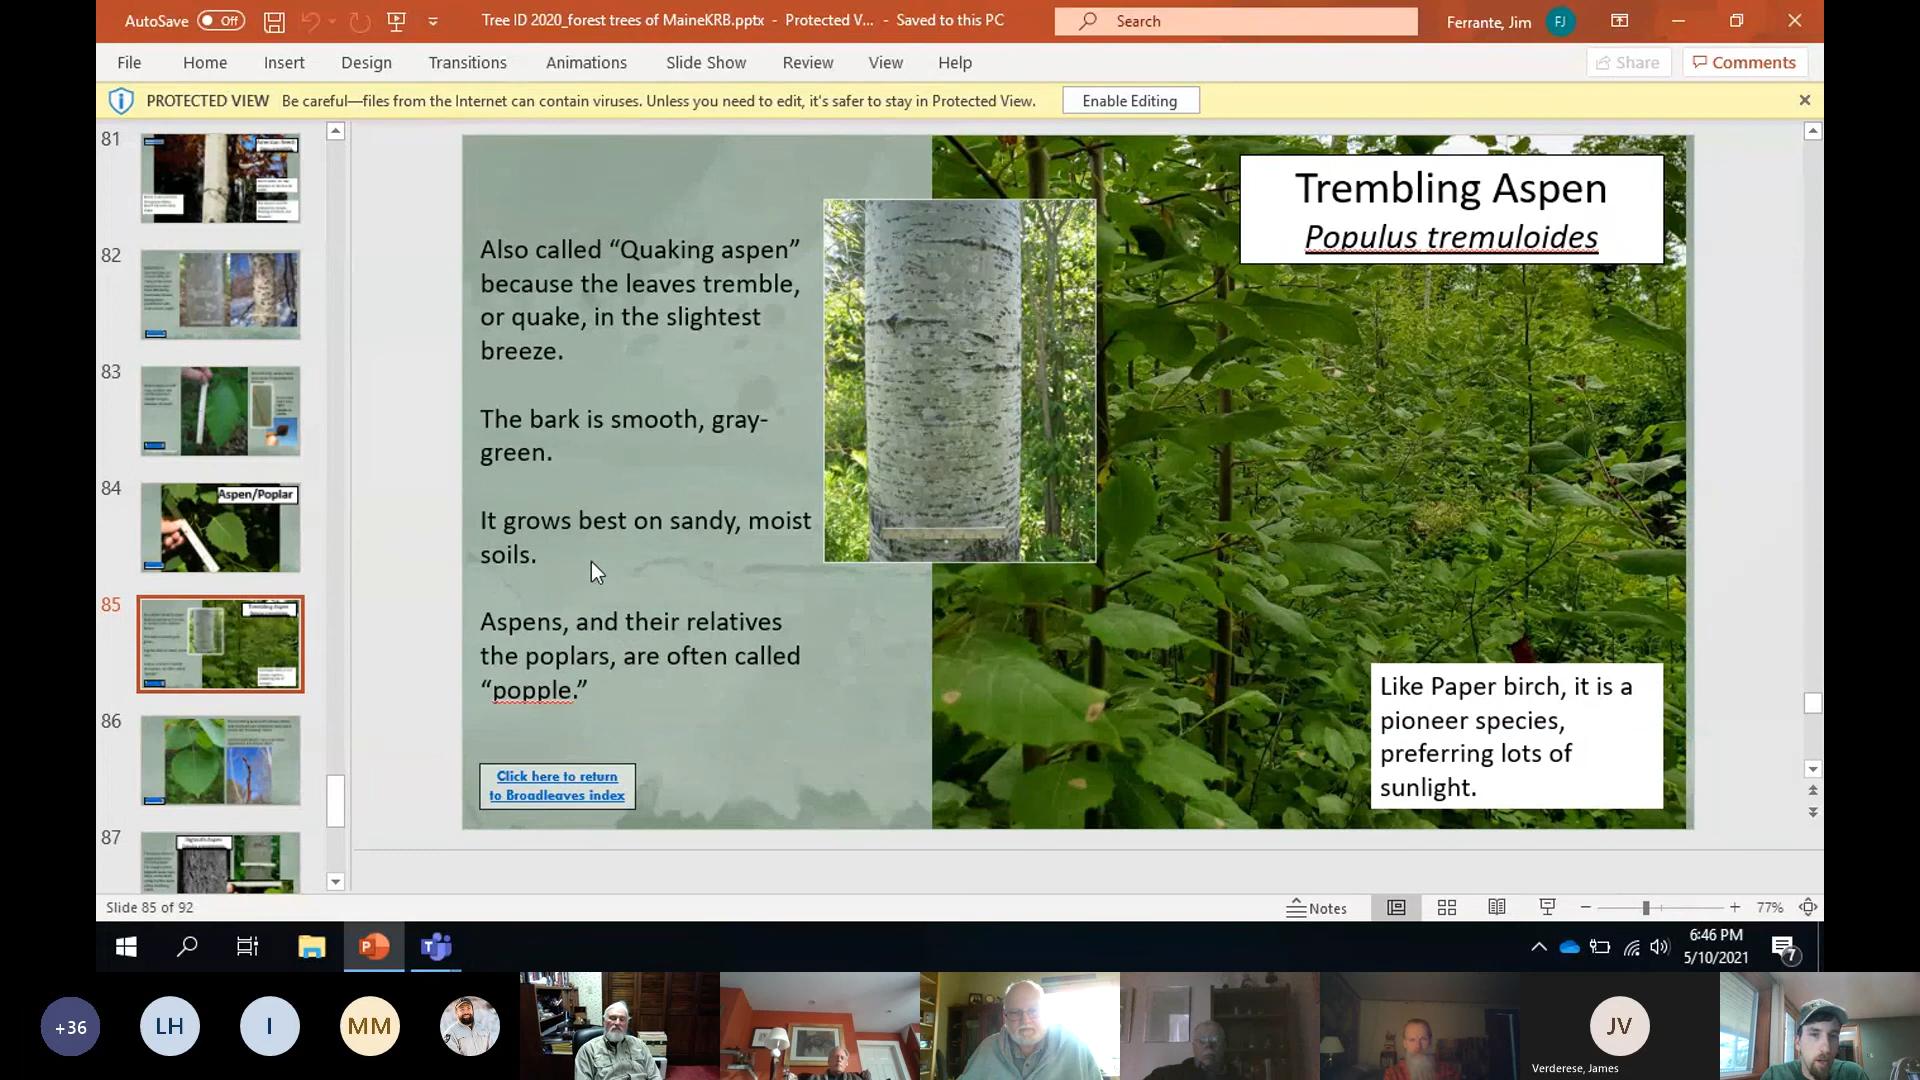 AutoSave Off
Tree ID 2020_forest trees of MaineKRB.pptx - Protected V... - Saved to this PC
Search
Ferrante, Jim
FJ
File Home Insert Design Transitions Animations Slide Show Review View Help
Share
Comments
PROTECTED VIEW Be careful—files from the Internet can contain viruses. Unless you need to edit, it's safer to stay in Protected View.
Enable Editing
81
82
83
84
Aspen/Poplar
85
86
87
Trembling Aspen
Populus tremuloides
Also called “Quaking aspen”
because the leaves tremble,
or quake, in the slightest
breeze.
The bark is smooth, gray-
green.
It grows best on sandy, moist
soils.
Aspens, and their relatives
the poplars, are often called
“popple.”
Click here to return
to Broadleaves index
Like Paper birch, it is a
pioneer species,
preferring lots of
sunlight.
Slide 85 of 92
Notes
77%
6:46 PM
5/10/2021
7
+36
LH
I
MM
JV
Verderese, James